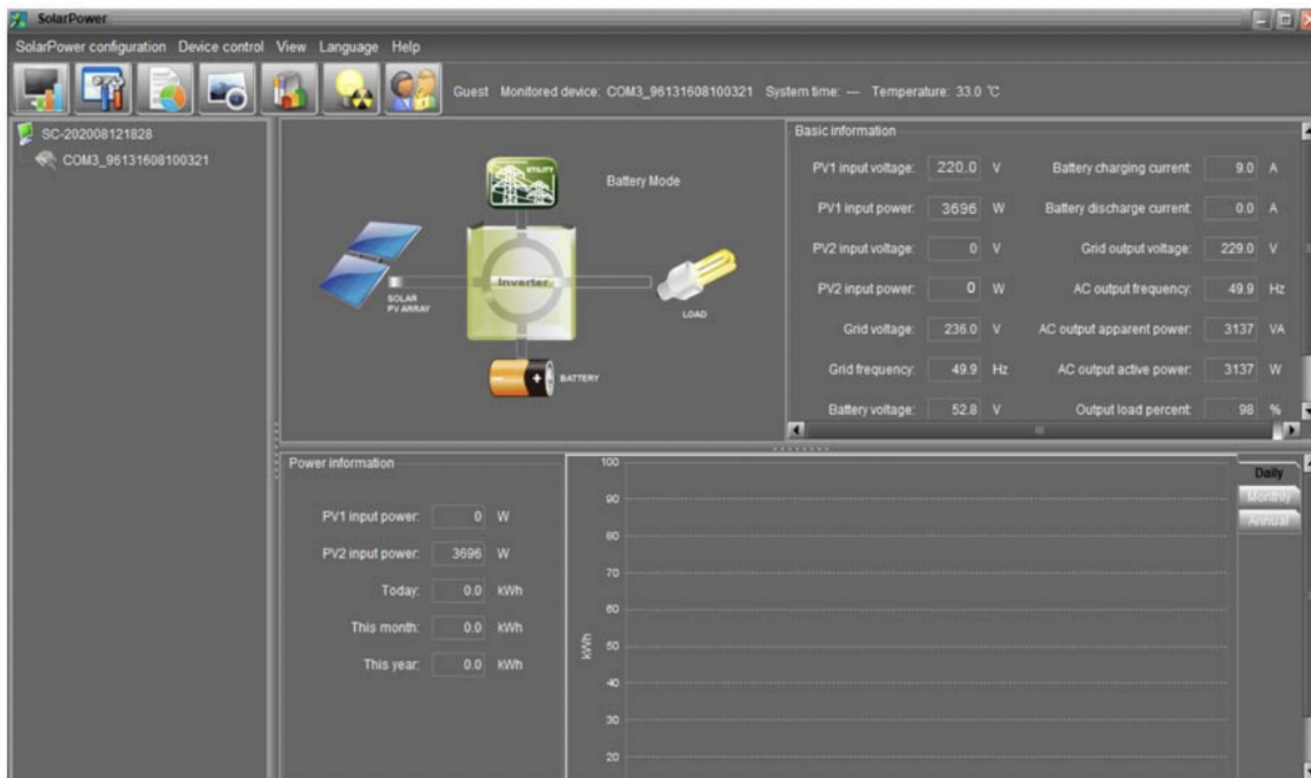 SolarPower
SolarPower configuration Device control View Language Help
Guest Monitored device: COM3_96131608100321 System time: --- Temperature: 33.0 ℃
SC-202008121828
COM3_96131608100321
UTILITY
Battery Mode
SOLAR
PV ARRAY
Inverter
LOAD
BATTERY
Basic information
PV1 input voltage: 220.0 V Battery charging current: 9.0 A
PV1 input power: 3696 W Battery discharge current: 0.0 A
PV2 input voltage: 0 V Grid output voltage: 229.0 V
PV2 input power: 0 W AC output frequency: 49.9 Hz
Grid voltage: 236.0 V AC output apparent power: 3137 VA
Grid frequency: 49.9 Hz AC output active power: 3137 W
Battery voltage: 52.8 V Output load percent: 98 %
Power information
PV1 input power: 0 W
PV2 input power: 3696 W
Today: 0.0 kWh
This month: 0.0 kWh
This year: 0.0 kWh
100
90
80
70
60
50
40
30
20
kWh
Daily
Monthly
Annual